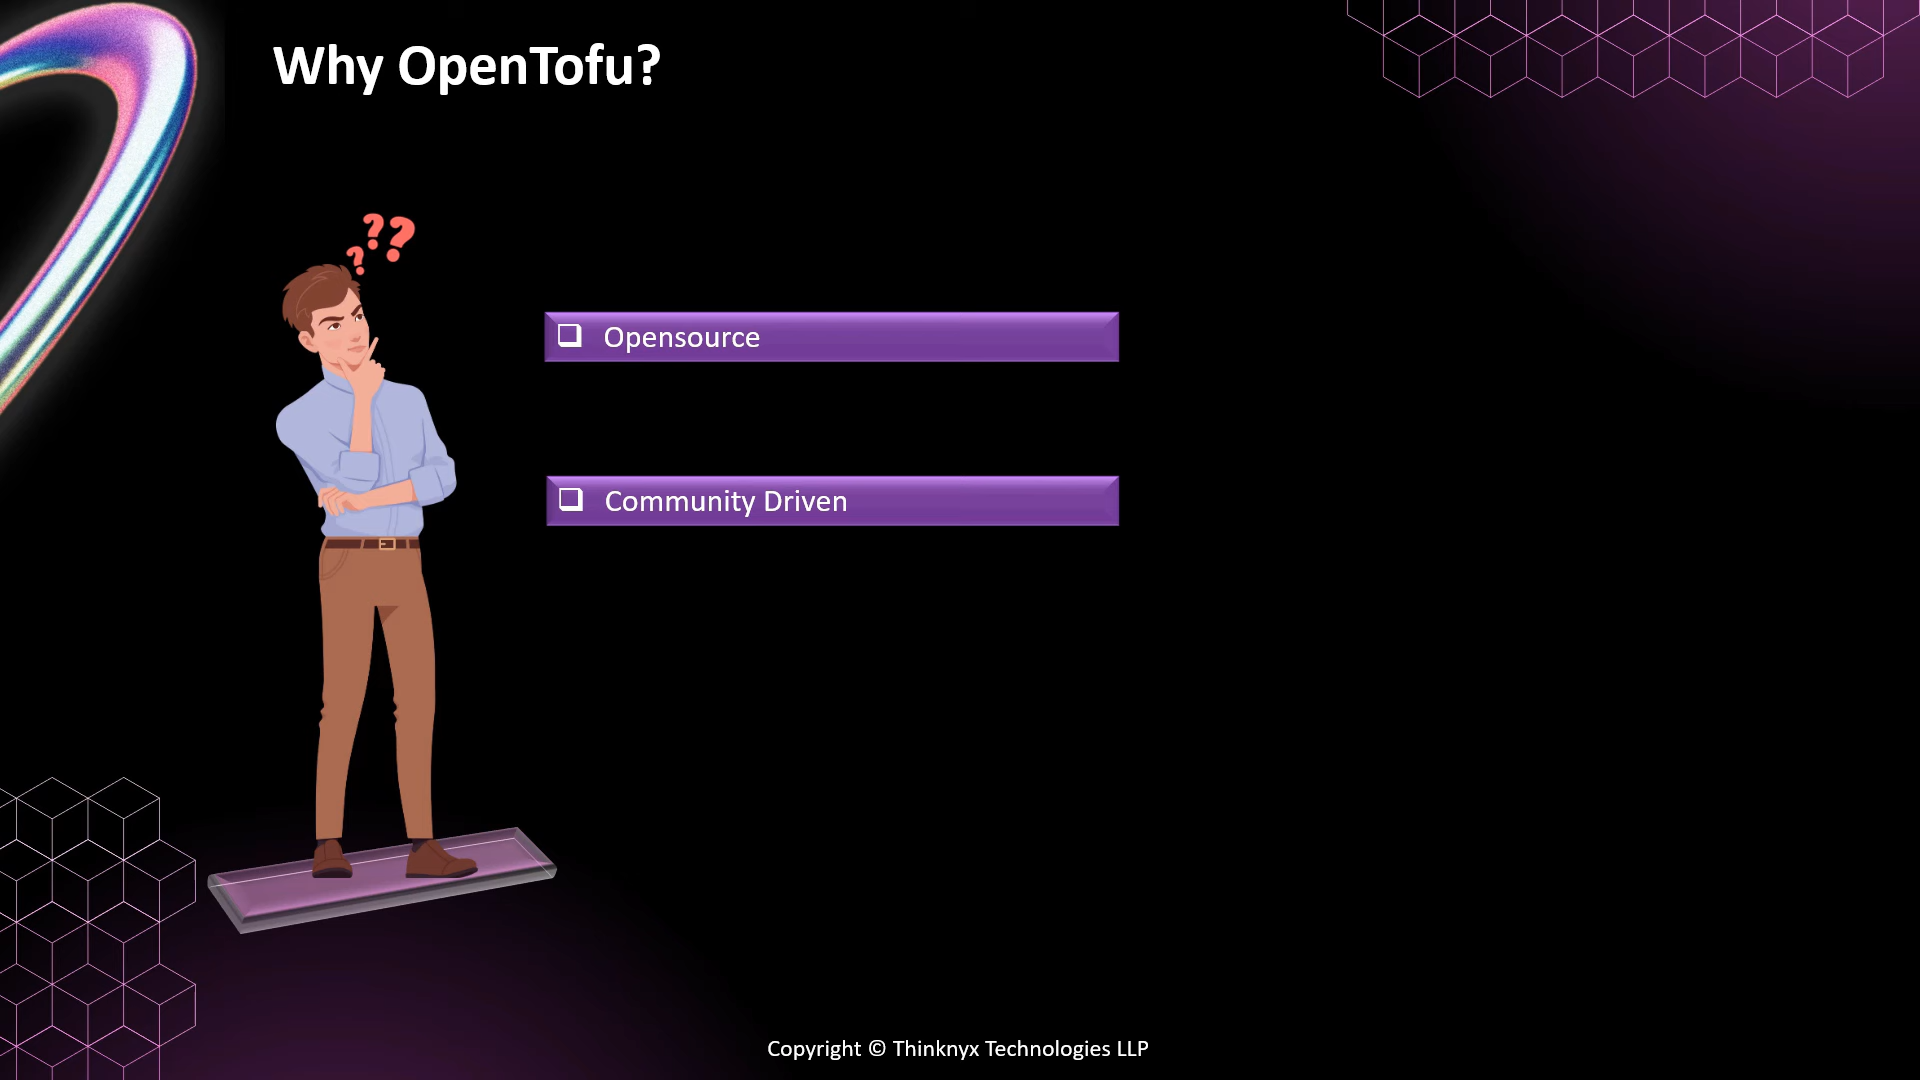 Why OpenTofu?
???
❑ Opensource
❑ Community Driven
Copyright © Thinknyx Technologies LLP